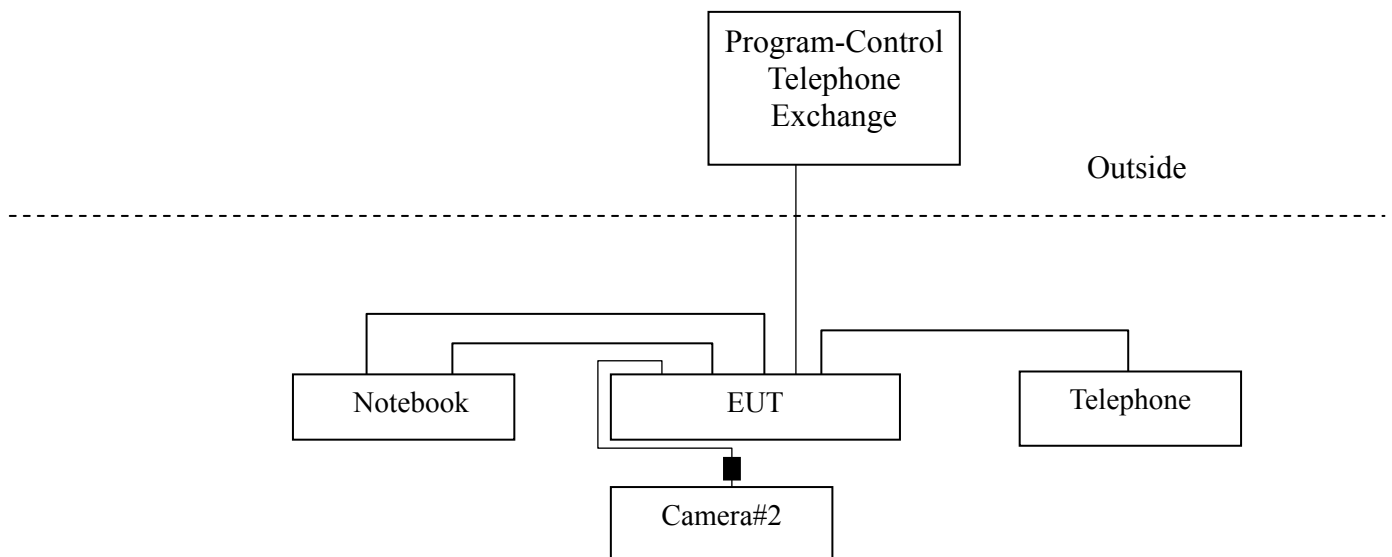 Program-Control
Telephone
Exchange
Outside
Notebook
EUT
Telephone
Camera#2